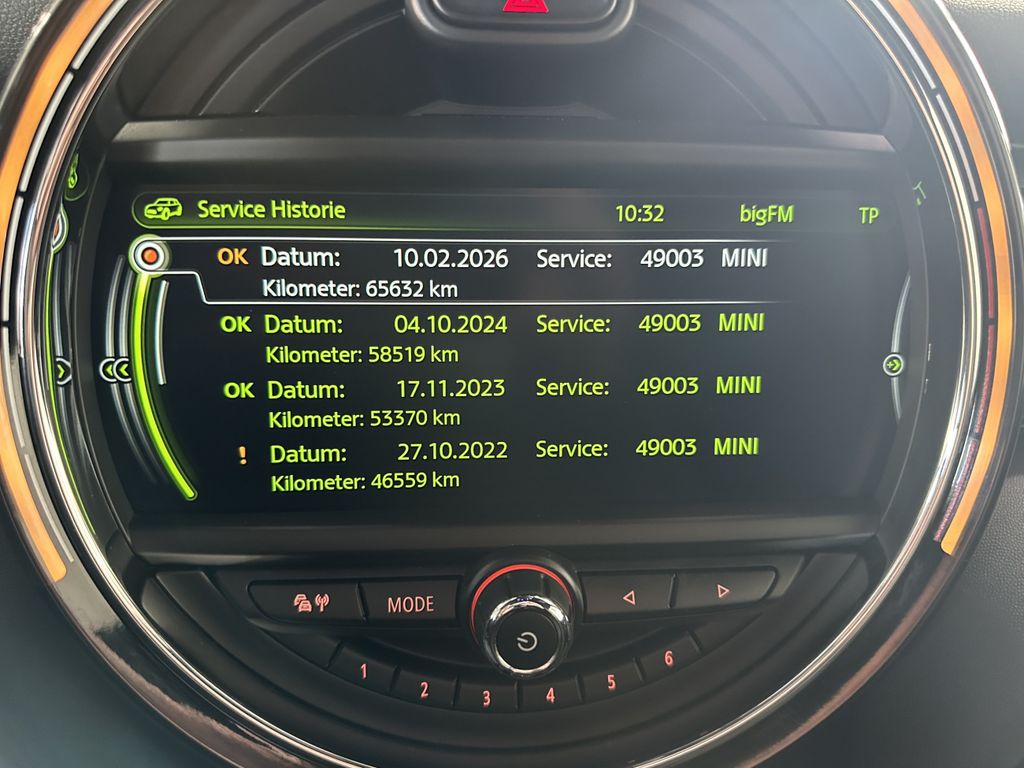 Service Historie 10:32 bigFM TP
OK Datum: 10.02.2026 Service: 49003 MINI
Kilometer: 65632 km
OK Datum: 04.10.2024 Service: 49003 MINI
Kilometer: 58519 km
OK Datum: 17.11.2023 Service: 49003 MINI
Kilometer: 53370 km
! Datum: 27.10.2022 Service: 49003 MINI
Kilometer: 46559 km
MODE
1 2 3 4 5 6